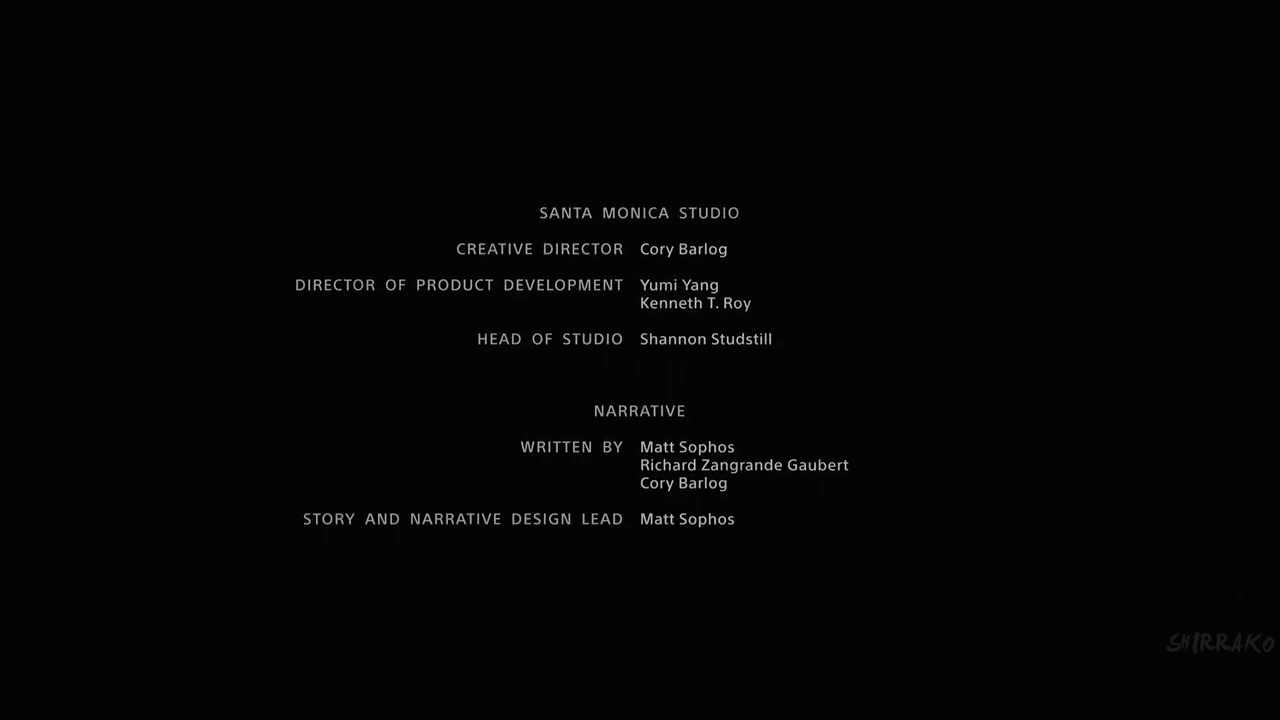 SANTA MONICA STUDIO
CREATIVE DIRECTOR Cory Barlog
DIRECTOR OF PRODUCT DEVELOPMENT Yumi Yang
Kenneth T. Roy
HEAD OF STUDIO Shannon Studstill
NARRATIVE
WRITTEN BY Matt Sophos
Richard Zangrande Gaubert
Cory Barlog
STORY AND NARRATIVE DESIGN LEAD Matt Sophos
SHIRRAKO